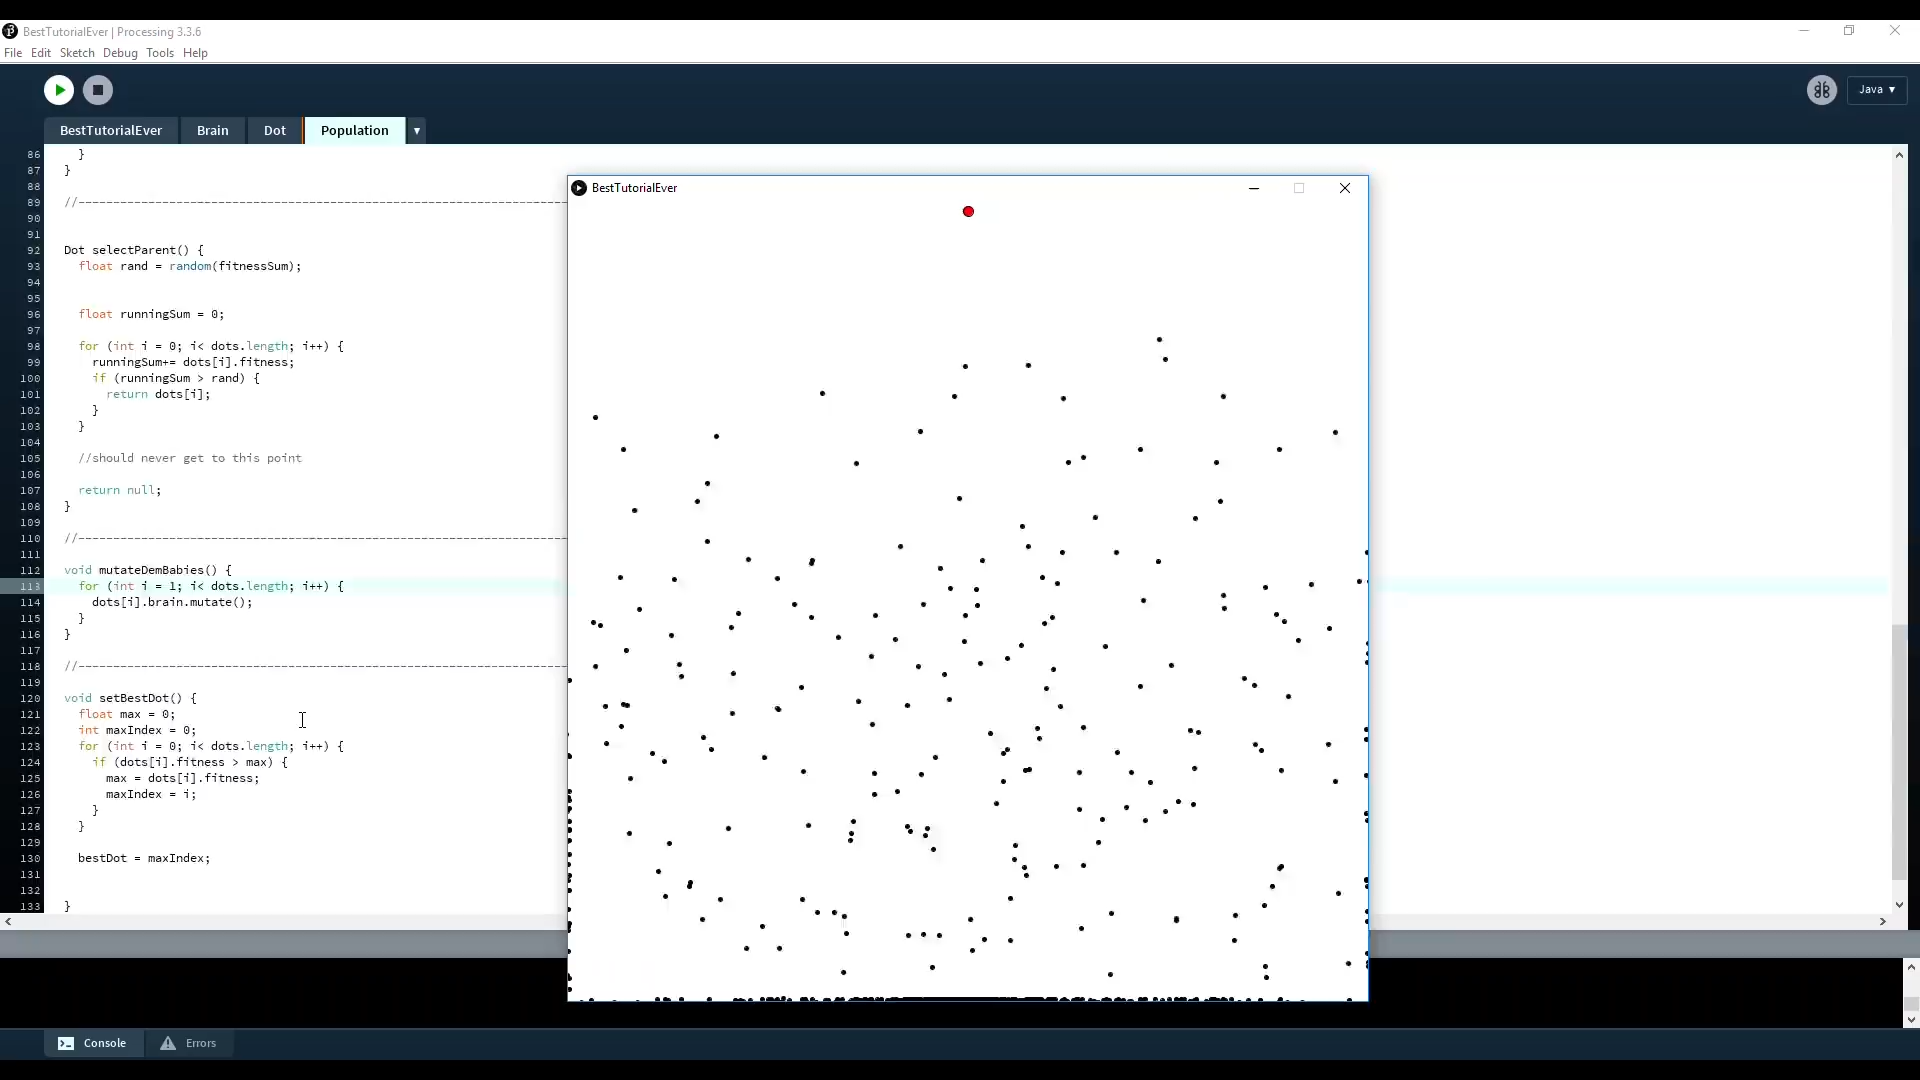 BestTutorialEver | Processing 3.3.6
File Edit Sketch Debug Tools Help
Java ▾
BestTutorialEver Brain Dot Population ▾
86 }
87 }
88
89 //------------------------------------------------------------------------
90
91
92 Dot selectParent() {
93 float rand = random(fitnessSum);
94
95
96 float runningSum = 0;
97
98 for (int i = 0; i< dots.length; i++) {
99 runningSum+= dots[i].fitness;
100 if (runningSum > rand) {
101 return dots[i];
102 }
103 }
104
105 //should never get to this point
106
107 return null;
108 }
109
110 //------------------------------------------------------------------------
111
112 void mutateDemBabies() {
113 for (int i = 1; i< dots.length; i++) {
114 dots[i].brain.mutate();
115 }
116 }
117
118 //------------------------------------------------------------------------
119
120 void setBestDot() {
121 float max = 0;
122 int maxIndex = 0;
123 for (int i = 0; i< dots.length; i++) {
124 if (dots[i].fitness > max) {
125 max = dots[i].fitness;
126 maxIndex = i;
127 }
128 }
129
130 bestDot = maxIndex;
131
132
133 }
BestTutorialEver
Console Errors